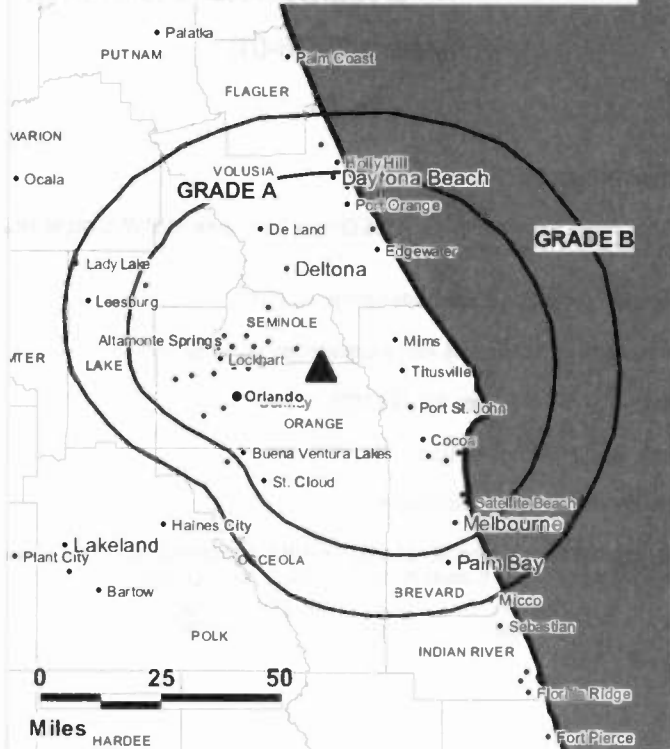 Palatka
PUTNAM
Palm Coast
FLAGLER
MARION
Holly Hill
VOLUSIA
Ocala
GRADE A
Daytona Beach
Port Orange
De Land
GRADE B
Edgewater
Lady Lake
Deltona
Leesburg
SEMINOLE
Altamonte Springs
Mims
MTER
LAKE
Lockhart
Titusville
Orlando
Port St. John
ORANGE
Cocoa
Buena Ventura Lakes
St. Cloud
Satellite Beach
Haines City
Melbourne
Lakeland
Plant City
OSCEOLA
Palm Bay
Bartow
BREVARD
Micco
POLK
Sebastian
INDIAN RIVER
0 25 50
Ridge
Miles
Fort Pierce
HARDEE